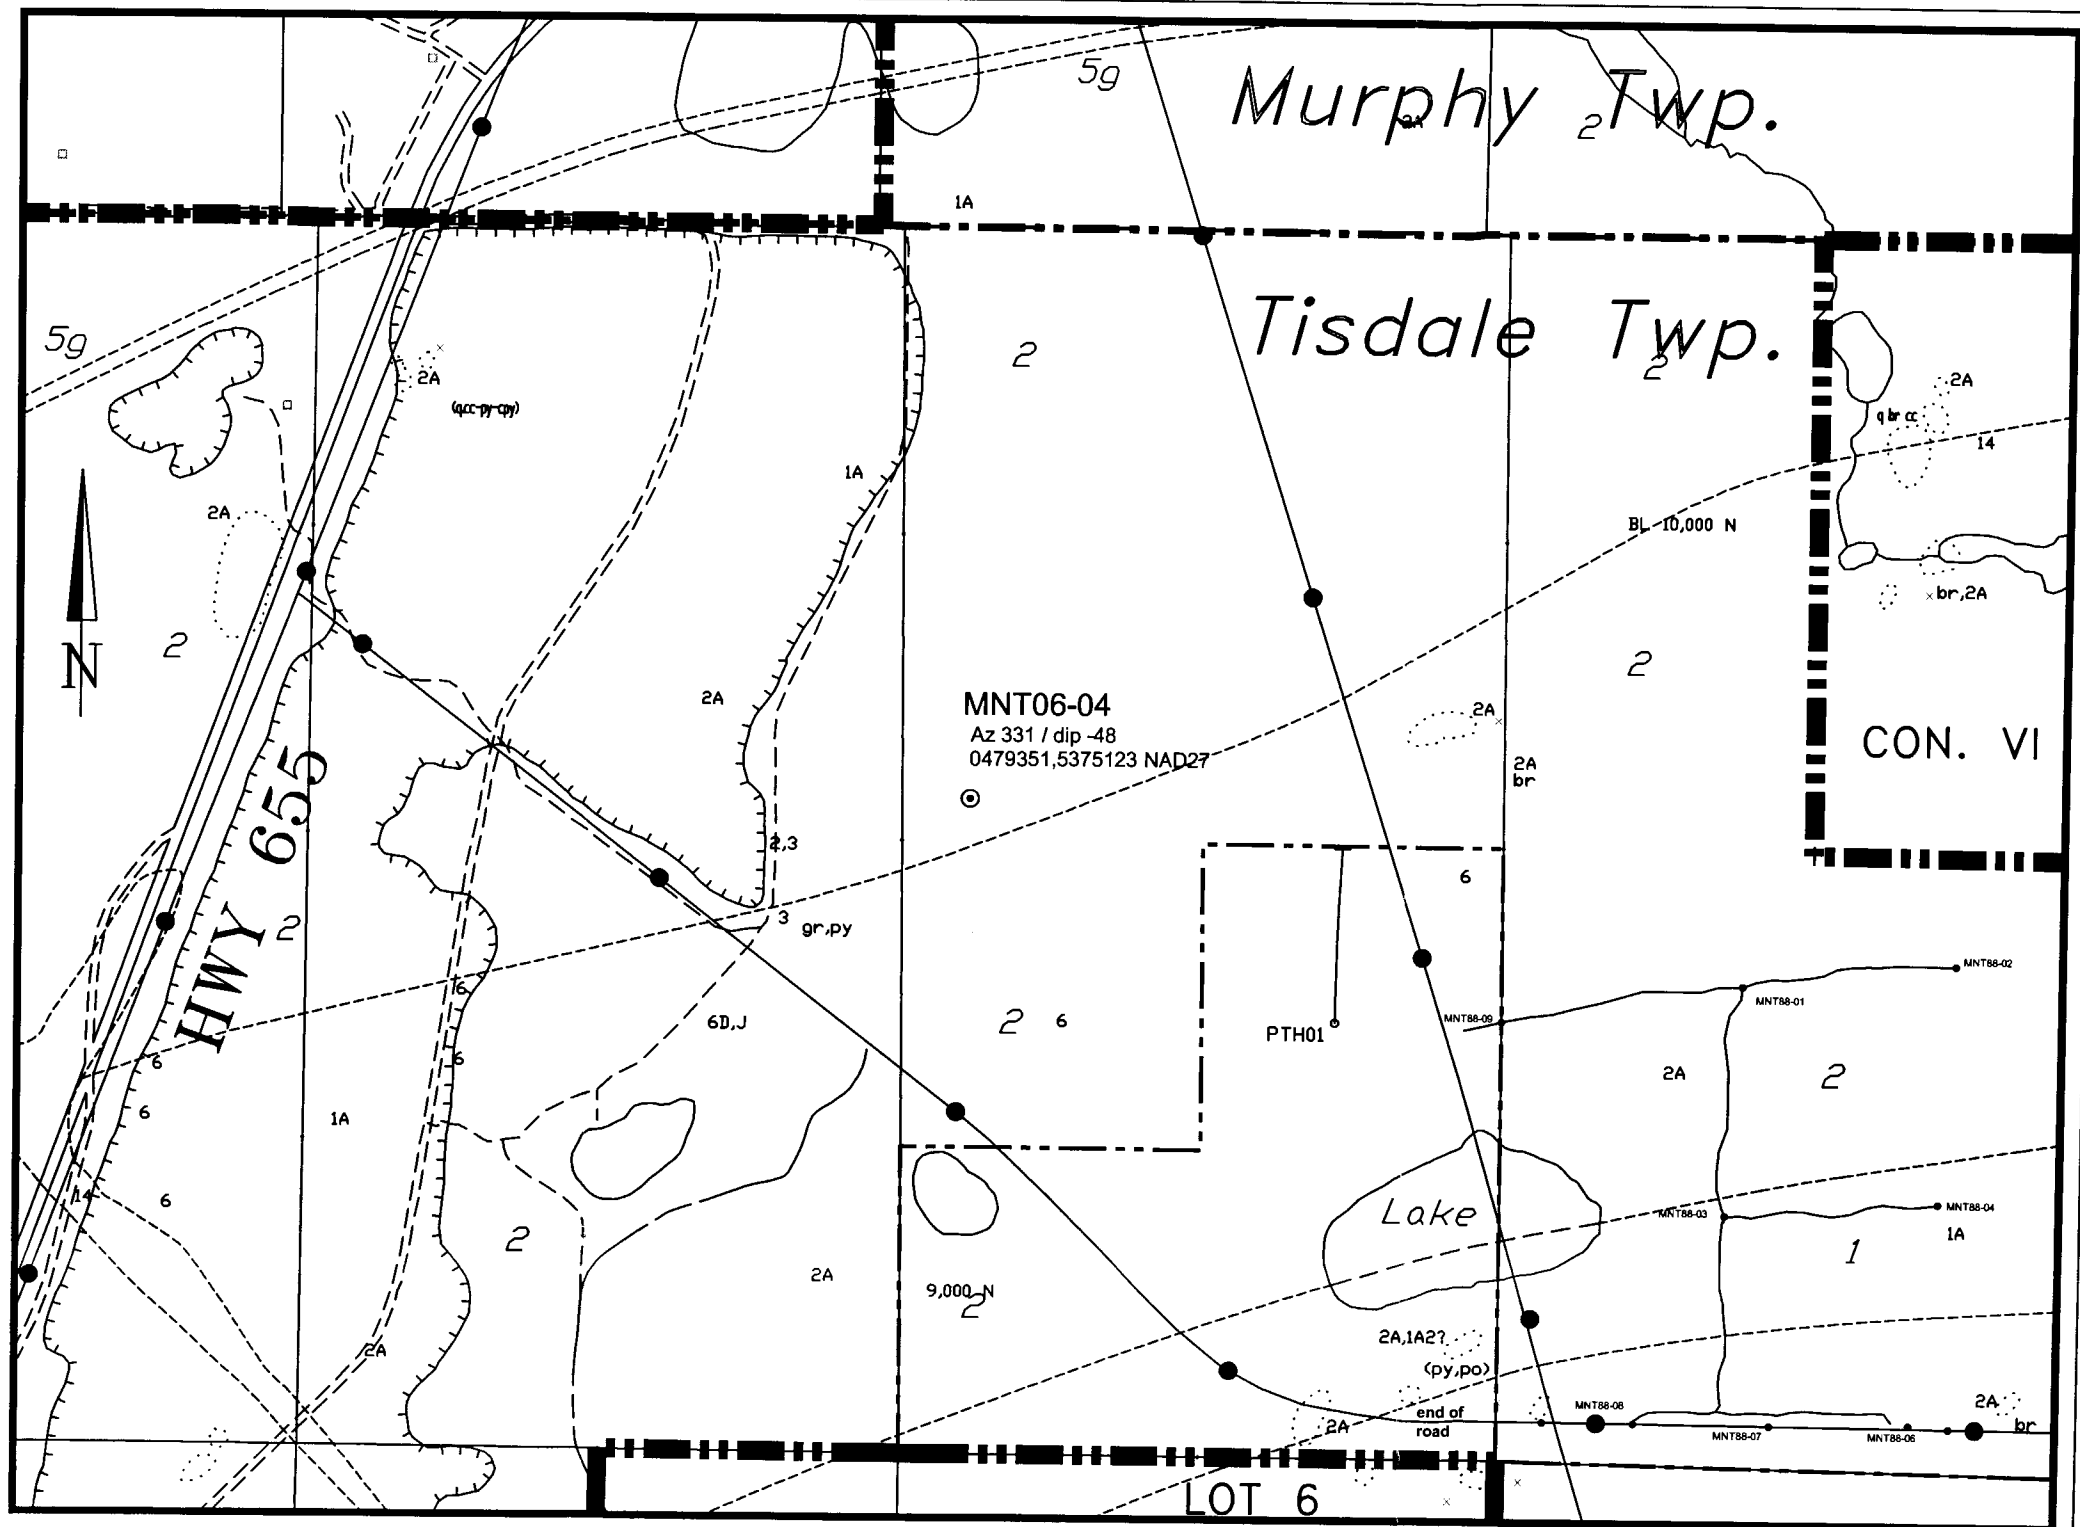 5g
Murphy Twp.
2A
2
1A
5g
Tisdale Twp.
2
2
2A
(qcc-py-cpy)
2A
q br cc
14
1A
2A
BL 10,000 N
br,2A
2
2
N
2A
MNT06-04
Az 331 / dip -48
0479351,5375123 NAD27
2A
2A
br
CON. VI
HWY 655
2,3
6
2
3
gr,py
6
MNT88-02
MNT88-01
6D,J
2
6
MNT88-09
PTH01
6
6
2A
2
6
1A
14
6
Lake
MNT88-03
MNT88-04
1A
2
1
2A
9,000 N
2
2A,1A2?
2A
(py,po)
MNT88-08
2A
end of
road
2A
br
MNT88-07
MNT88-06
LOT 6